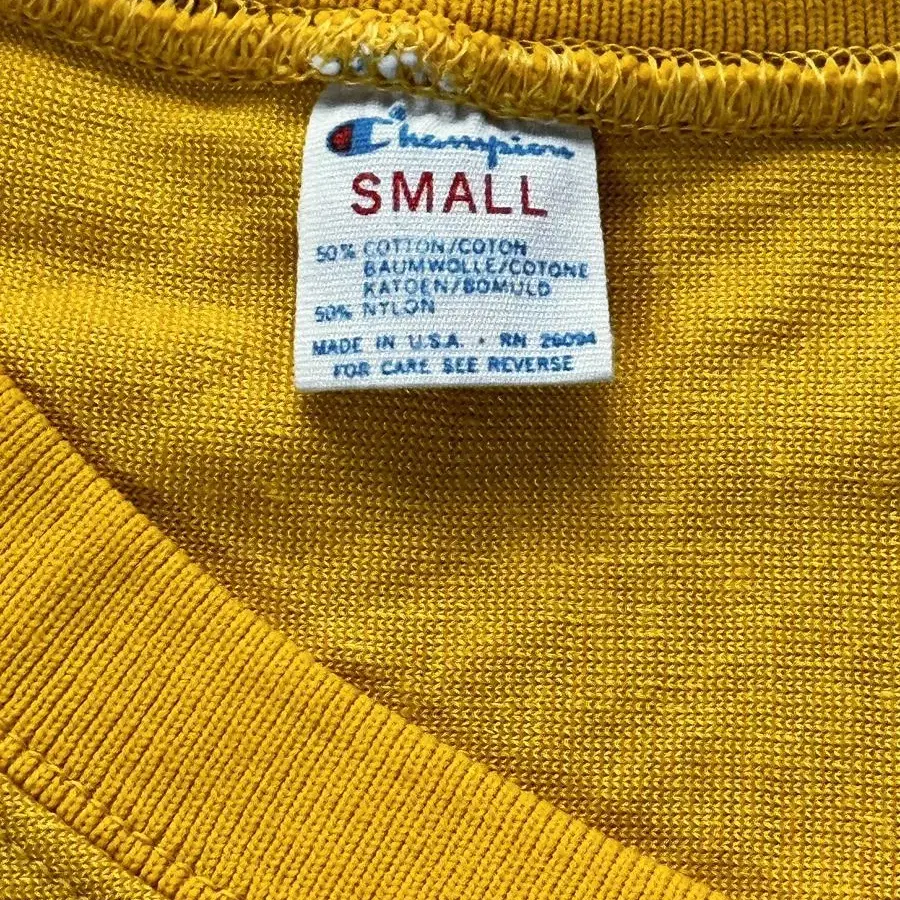 Champion
SMALL
50% COTTON/COTON
BAUMWOLLE/COTONE
KATOEN/BOMULD
50% NYLON
MADE IN U.S.A. • RN 26094
FOR CARE SEE REVERSE